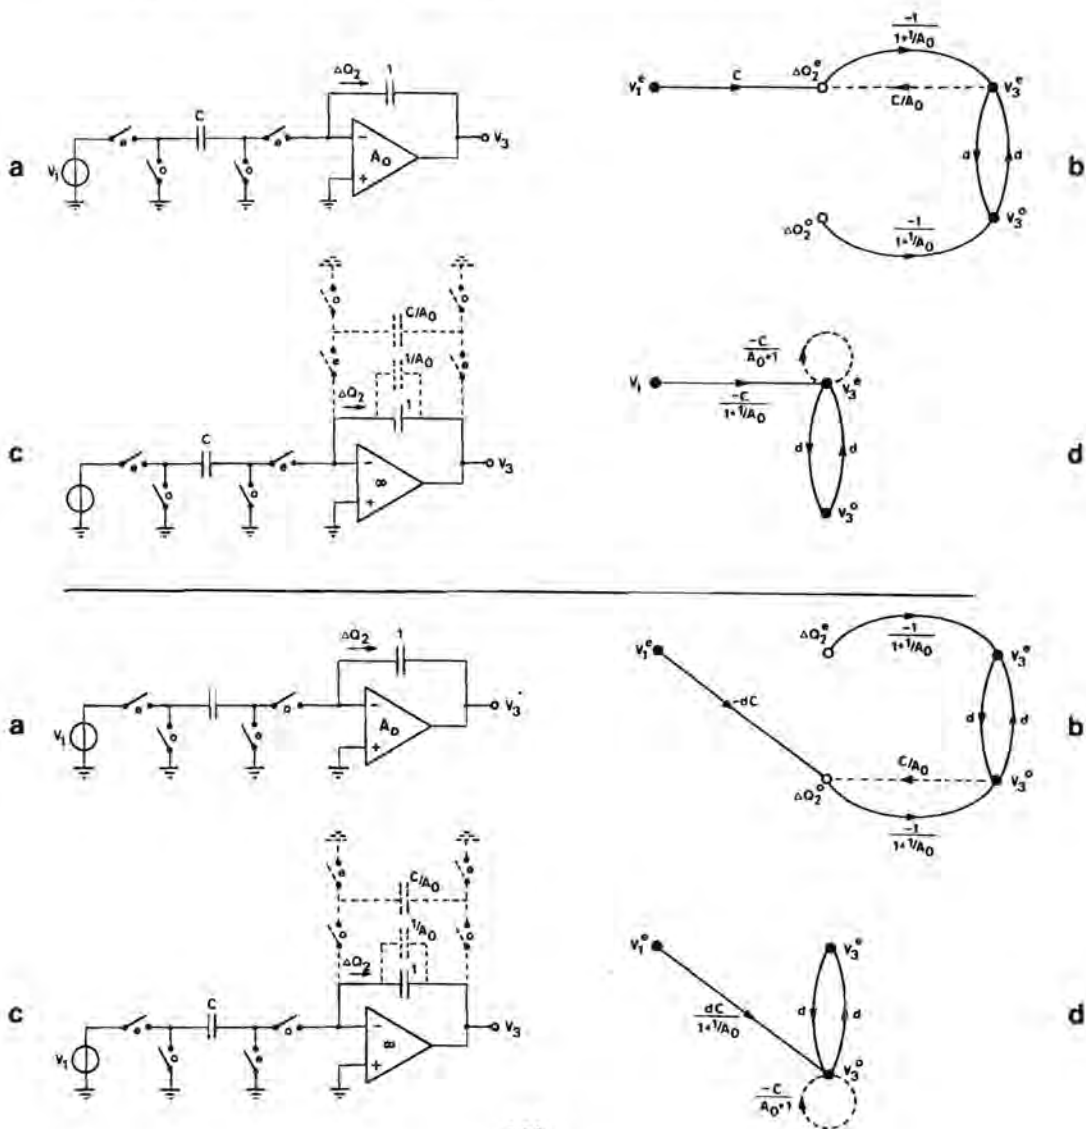 a
V₁
e
o
C
o
e
ΔQ₂
1
A₀
−
+
V₃
b
V₁ᵉ
C
ΔQ₂ᵉ
−1/(1+1/A₀)
C/A₀
V₃ᵉ
d
d
ΔQ₂ᵒ
−1/(1+1/A₀)
V₃ᵒ
c
e
o
C
o
e
o
o
C/A₀
e
e
1/A₀
ΔQ₂
1
∞
−
+
V₃
d
V₁
−C/(1+1/A₀)
−C/(A₀+1)
V₃ᵉ
d
d
V₃ᵒ
a
V₁
e
o
ΔQ₂
1
A₀
−
+
V₃
b
V₁ᵉ
−dC
ΔQ₂ᵉ
−1/(1+1/A₀)
V₃ᵉ
d
d
C/A₀
ΔQ₂ᵒ
−1/(1+1/A₀)
V₃ᵒ
c
V₁
e
o
C
e
o
e
e
C/A₀
o
o
1/A₀
ΔQ₂
1
∞
−
+
V₃
d
dC/(1+1/A₀)
d
d
V₃ᵒ
−C/(A₀+1)